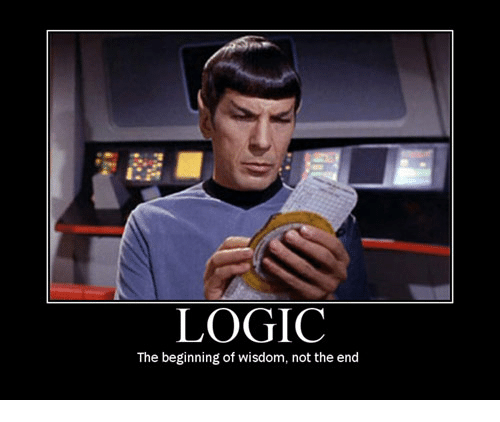 LOGIC
The beginning of wisdom, not the end